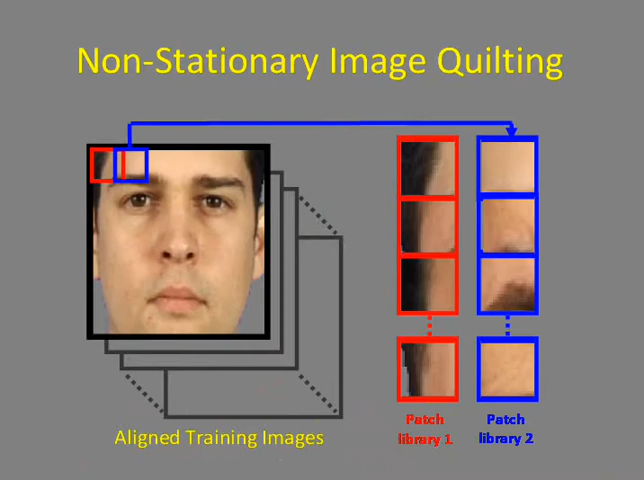 Non-Stationary Image Quilting
Aligned Training Images
Patch
library 1
Patch
library 2